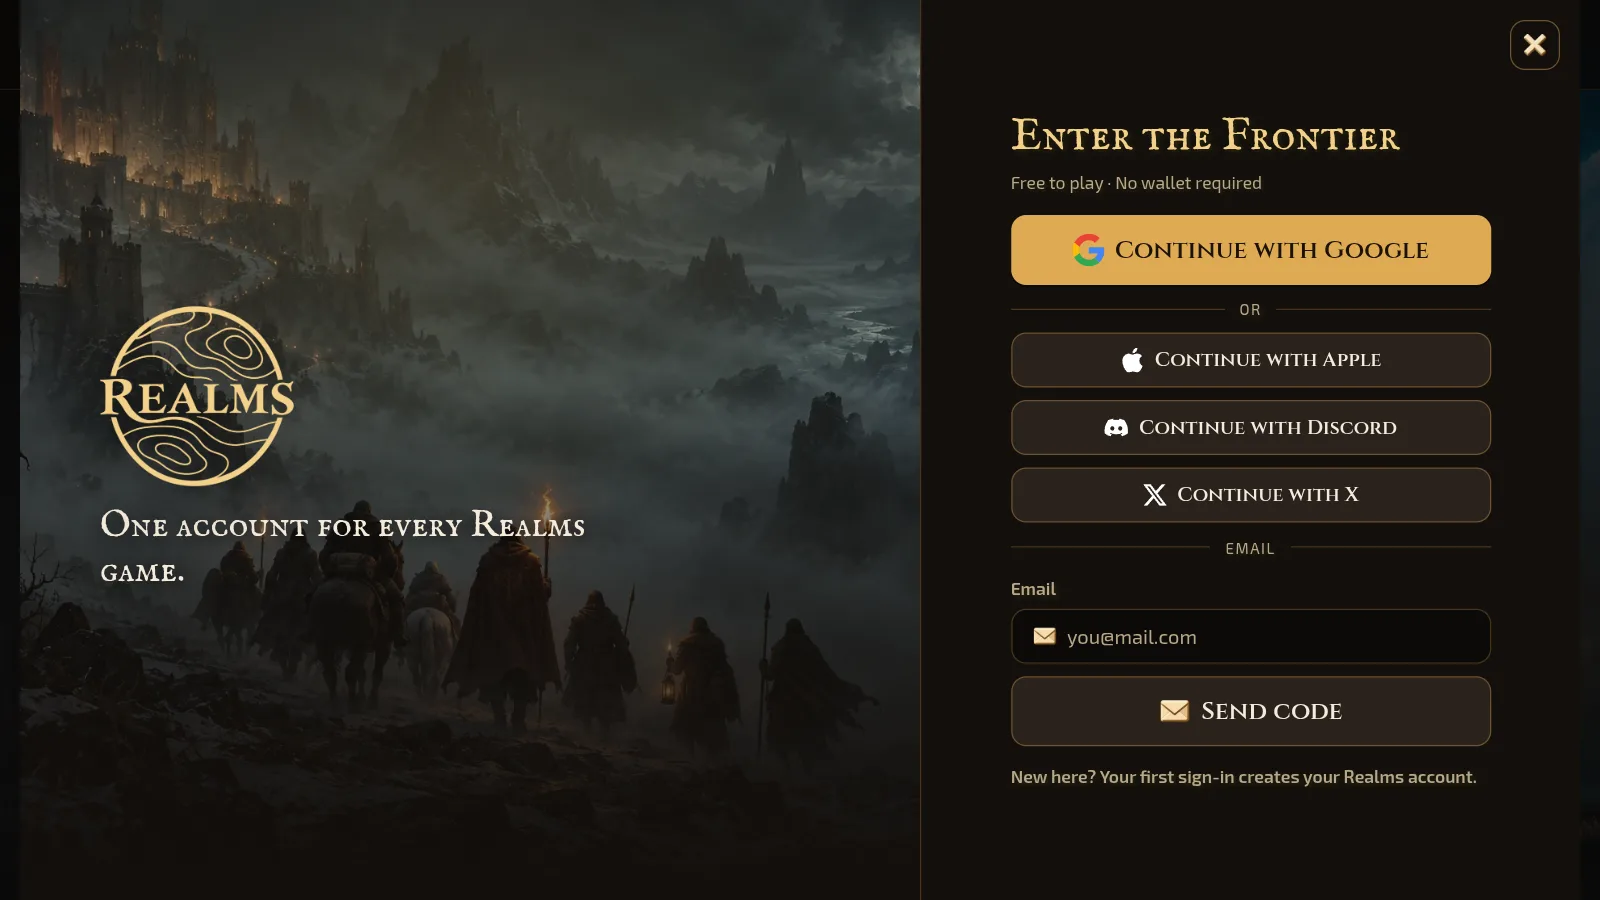 REALMS
One account for every Realms
game.
Enter the Frontier
Free to play · No wallet required
Continue with Google
OR
Continue with Apple
Continue with Discord
Continue with X
EMAIL
Email
you@mail.com
Send code
New here? Your first sign-in creates your Realms account.